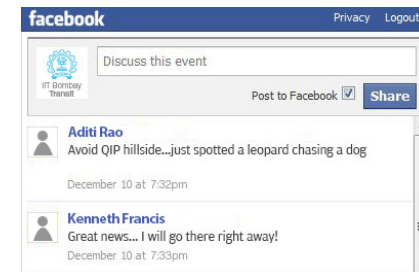 facebook
Privacy Logout
Discuss this event
IIT Bombay
Transit
Post to Facebook
Share
Aditi Rao
Avoid QIP hillside...just spotted a leopard chasing a dog
December 10 at 7:32pm
Kenneth Francis
Great news... I will go there right away!
December 10 at 7:33pm